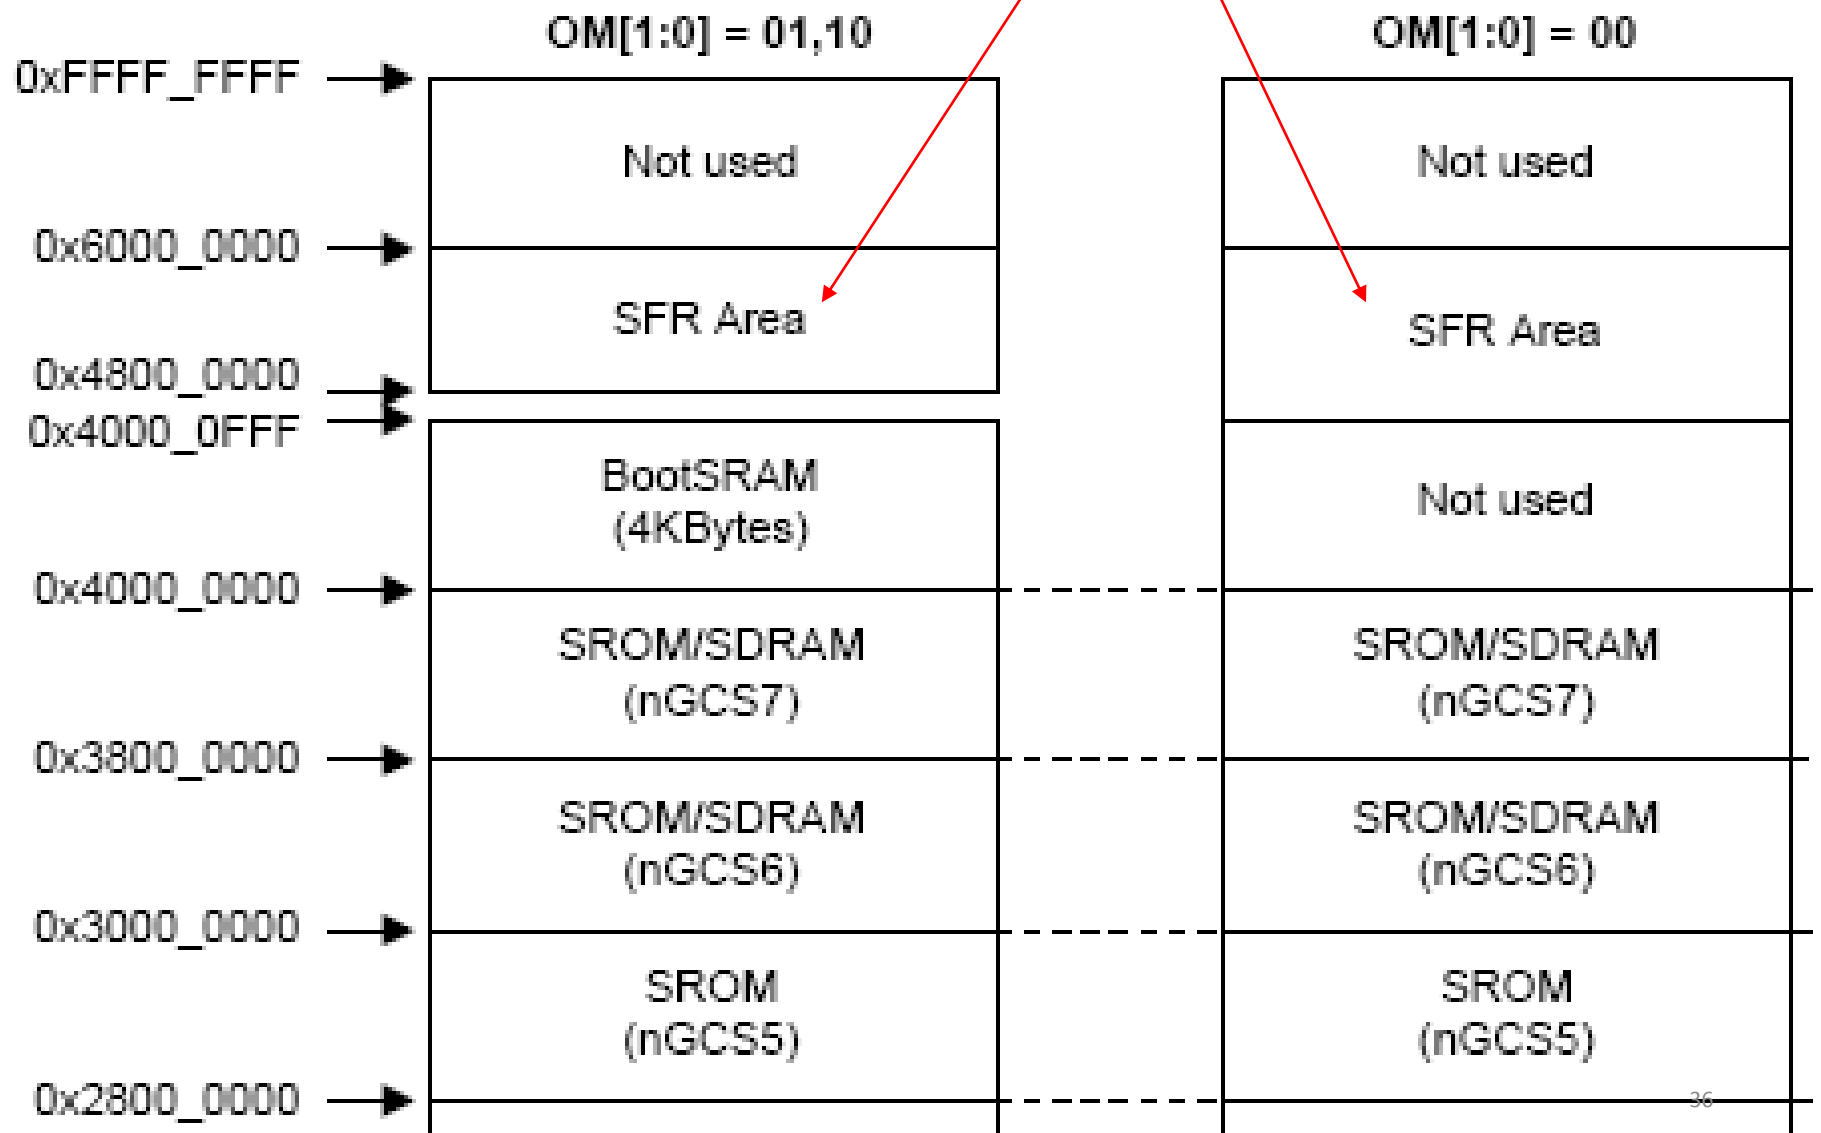 OM[1:0] = 01,10
OM[1:0] = 00
0xFFFF_FFFF
Not used
Not used
0x6000_0000
SFR Area
SFR Area
0x4800_0000
0x4000_0FFF
BootSRAM
(4KBytes)
Not used
0x4000_0000
SROM/SDRAM
(nGCS7)
SROM/SDRAM
(nGCS7)
0x3800_0000
SROM/SDRAM
(nGCS6)
SROM/SDRAM
(nGCS6)
0x3000_0000
SROM
(nGCS5)
SROM
(nGCS5)
0x2800_0000
36